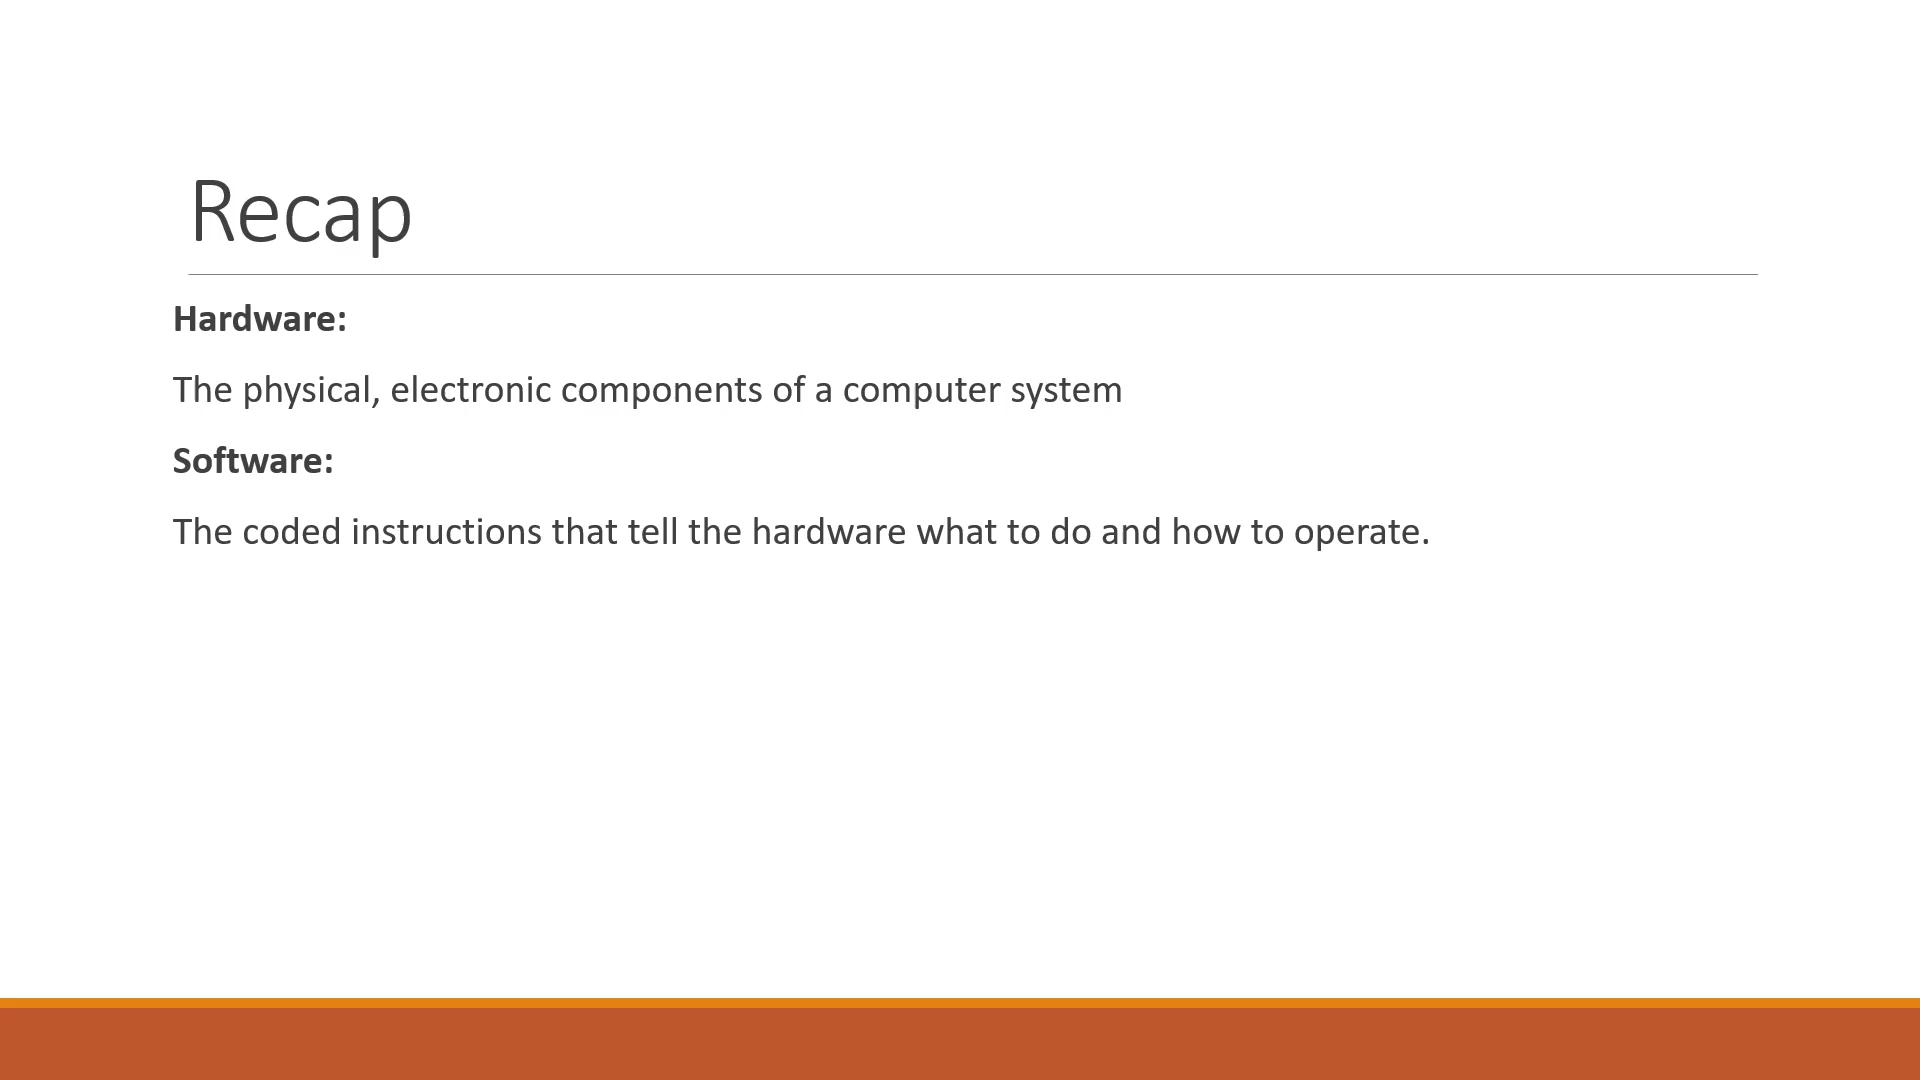 Recap
Hardware:
The physical, electronic components of a computer system
Software:
The coded instructions that tell the hardware what to do and how to operate.